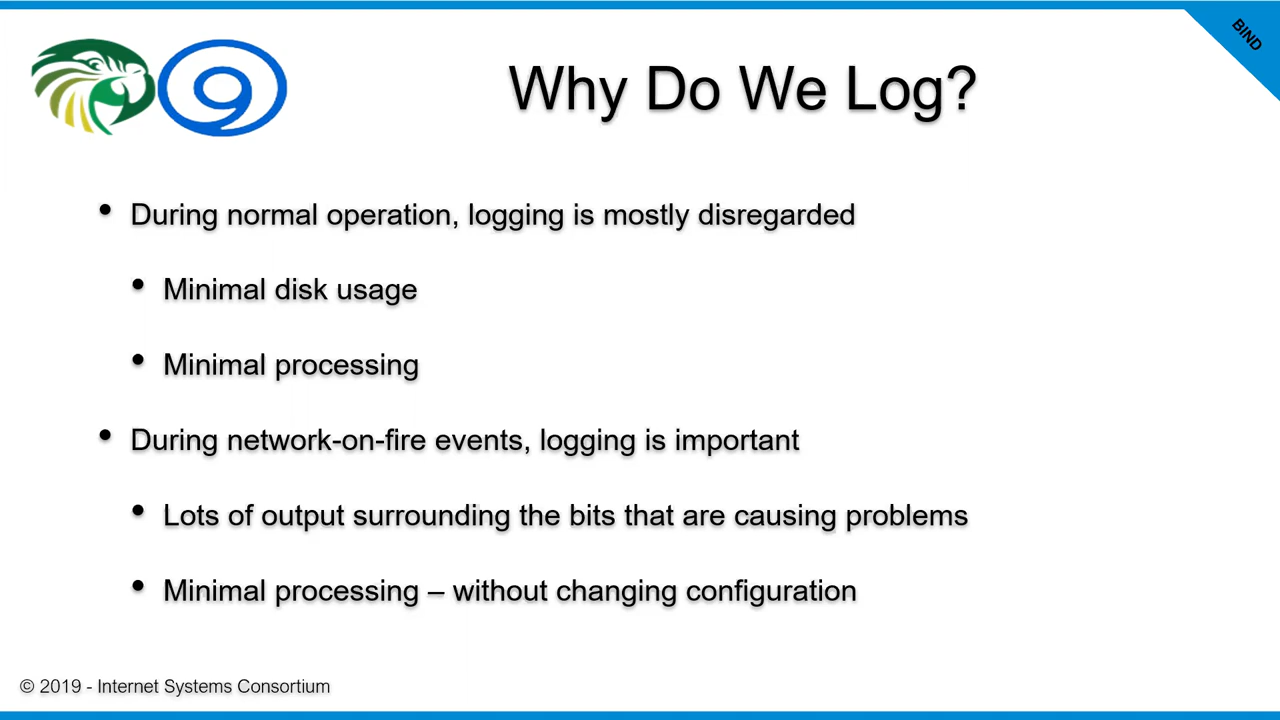 BIND
9
Why Do We Log?
• During normal operation, logging is mostly disregarded
• Minimal disk usage
• Minimal processing
• During network-on-fire events, logging is important
• Lots of output surrounding the bits that are causing problems
• Minimal processing – without changing configuration
© 2019 - Internet Systems Consortium